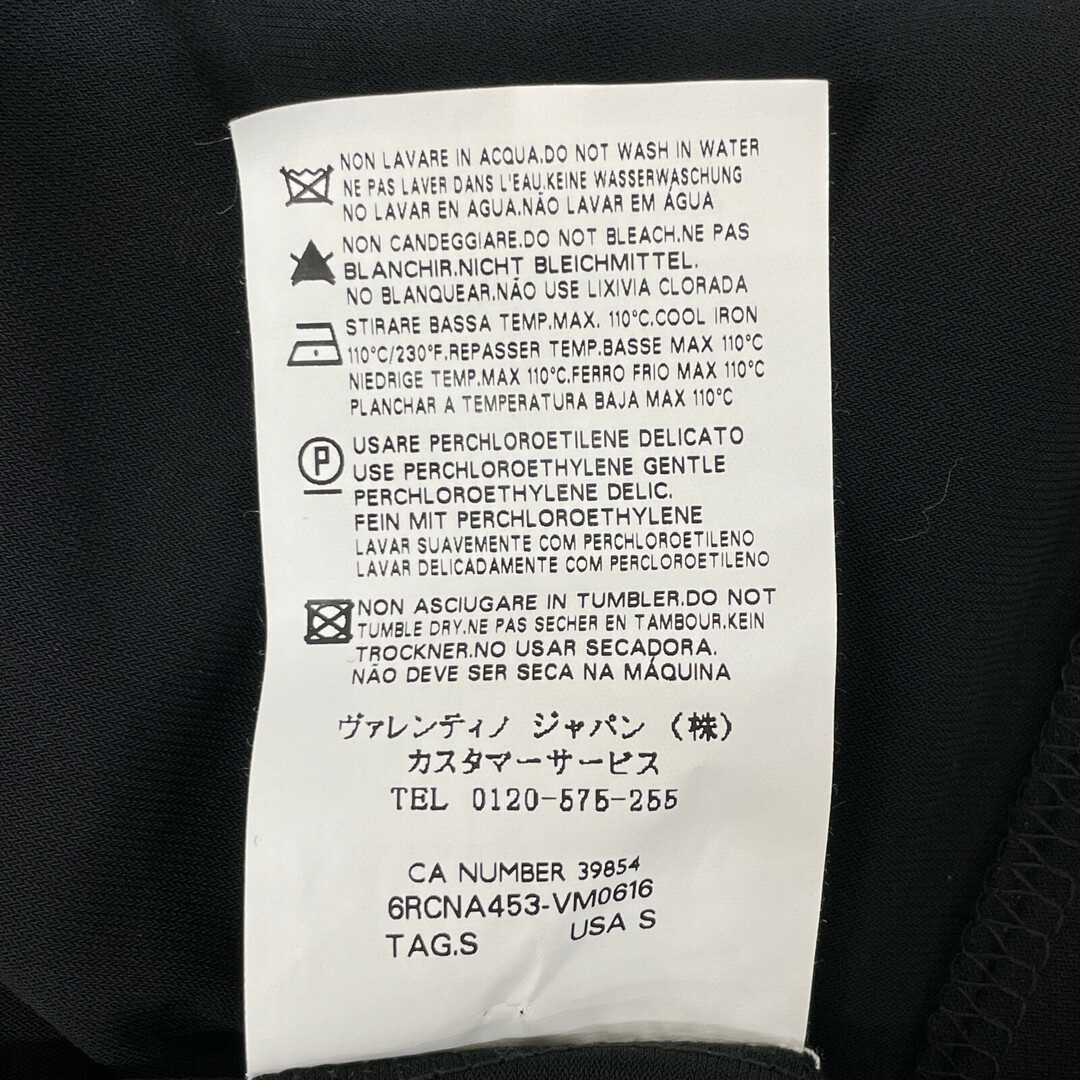 NON LAVARE IN ACQUA.DO NOT WASH IN WATER
NE PAS LAVER DANS L'EAU.KEINE WASSERWASCHUNG
NO LAVAR EN AGUA.NÃO LAVAR EM ÁGUA
NON CANDEGGIARE.DO NOT BLEACH.NE PAS
BLANCHIR.NICHT BLEICHMITTEL.
NO BLANQUEAR.NÃO USE LIXIVIA CLORADA
STIRARE BASSA TEMP.MAX. 110°C.COOL IRON
110°C/230°F.REPASSER TEMP.BASSE MAX 110°C
NIEDRIGE TEMP.MAX 110°C.FERRO FRIO MAX 110°C
PLANCHAR A TEMPERATURA BAJA MAX 110°C
P
USARE PERCHLOROETILENE DELICATO
USE PERCHLOROETHYLENE GENTLE
PERCHLOROETHYLENE DELIC.
FEIN MIT PERCHLOROETHYLENE
LAVAR SUAVEMENTE COM PERCHLOROETILENO
LAVAR DELICADAMENTE COM PERCLOROETILENO
NON ASCIUGARE IN TUMBLER.DO NOT
TUMBLE DRY.NE PAS SECHER EN TAMBOUR.KEIN
TROCKNER.NO USAR SECADORA.
NÃO DEVE SER SECA NA MÁQUINA
ヴァレンティノ ジャパン (株)
カスタマーサービス
TEL 0120-575-255
CA NUMBER 39854
6RCNA453-VM0616
TAG.S USA S